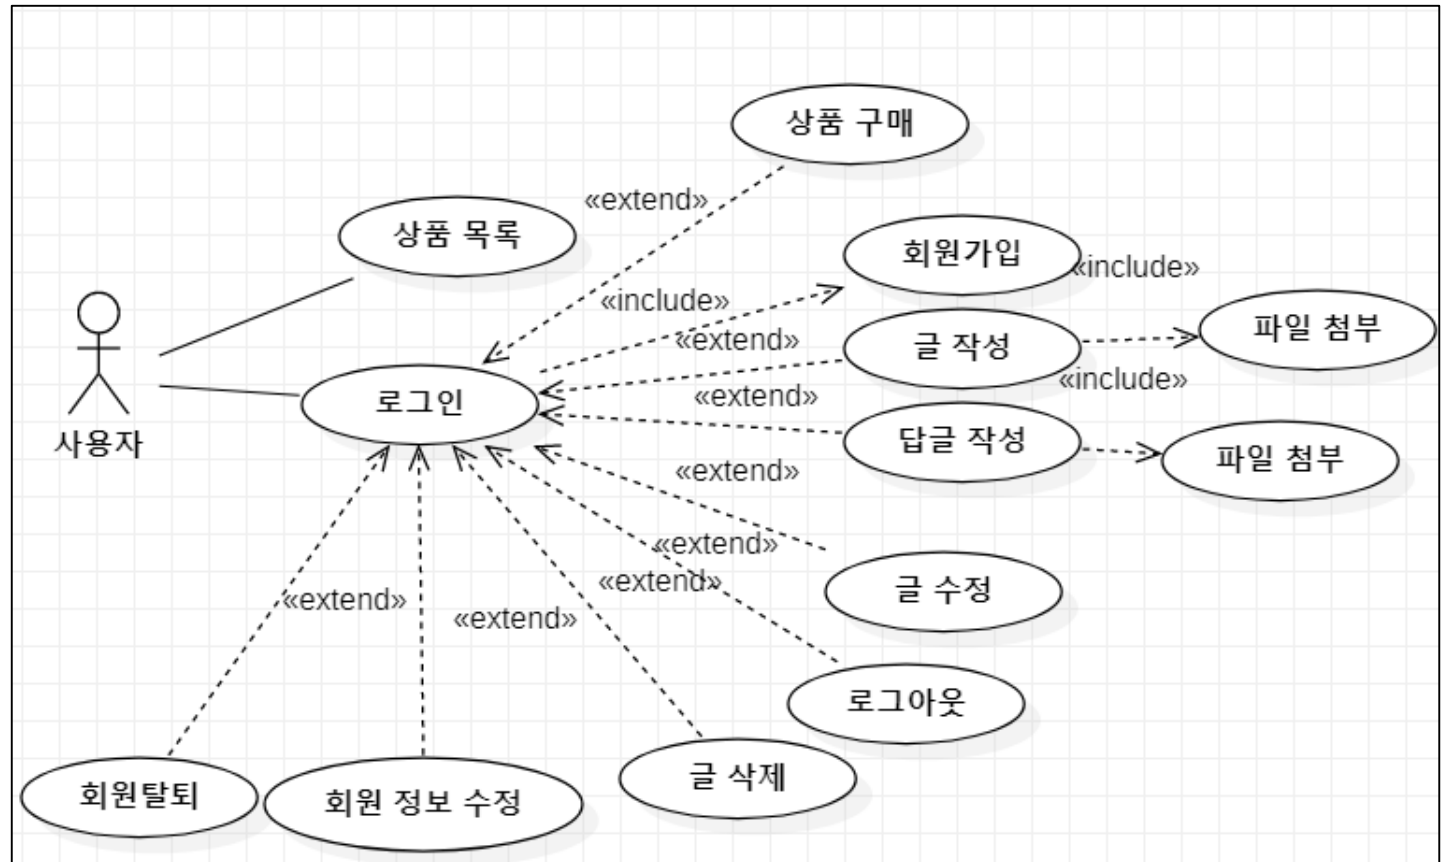 상품 구매
«extend»
상품 목록
회원가입
«include»
«include»
파일 첨부
«extend»
글 작성
«include»
로그인
«extend»
답글 작성
파일 첨부
사용자
«extend»
«extend»
«extend»
글 수정
«extend»
«extend»
로그아웃
글 삭제
회원탈퇴
회원 정보 수정